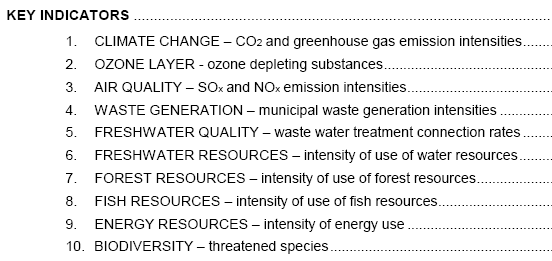 KEY INDICATORS ........................................................................................................
1. CLIMATE CHANGE – CO2 and greenhouse gas emission intensities.......
2. OZONE LAYER - ozone depleting substances.........................................
3. AIR QUALITY – SOx and NOx emission intensities...................................
4. WASTE GENERATION – municipal waste generation intensities .............
5. FRESHWATER QUALITY – waste water treatment connection rates ........
6. FRESHWATER RESOURCES – intensity of use of water resources.........
7. FOREST RESOURCES – intensity of use of forest resources..................
8. FISH RESOURCES – intensity of use of fish resources...........................
9. ENERGY RESOURCES – intensity of energy use ...................................
10. BIODIVERSITY – threatened species.....................................................